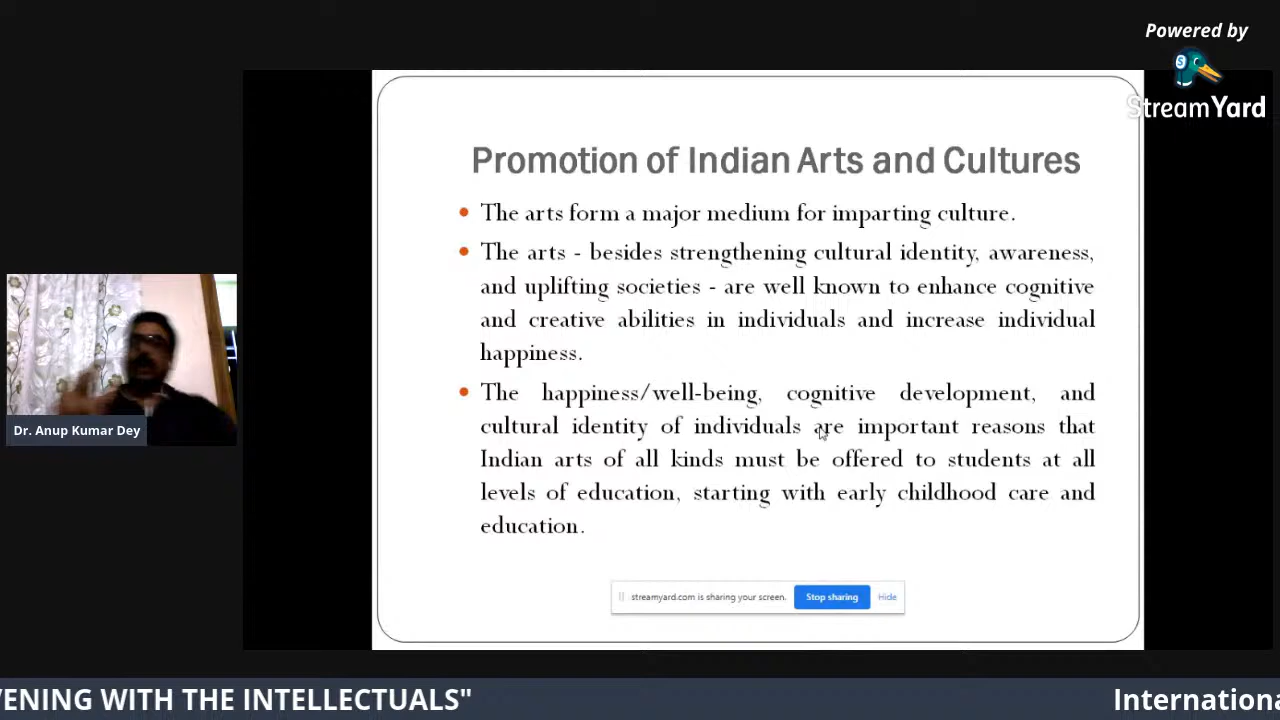 Powered by
StreamYard
Promotion of Indian Arts and Cultures
• The arts form a major medium for imparting culture.
• The arts - besides strengthening cultural identity, awareness,
and uplifting societies - are well known to enhance cognitive
and creative abilities in individuals and increase individual
happiness.
• The happiness/well-being, cognitive development, and
cultural identity of individuals are important reasons that
Indian arts of all kinds must be offered to students at all
levels of education, starting with early childhood care and
education.
Dr. Anup Kumar Dey
streamyard.com is sharing your screen. Stop sharing Hide
VENING WITH THE INTELLECTUALS" Internationa